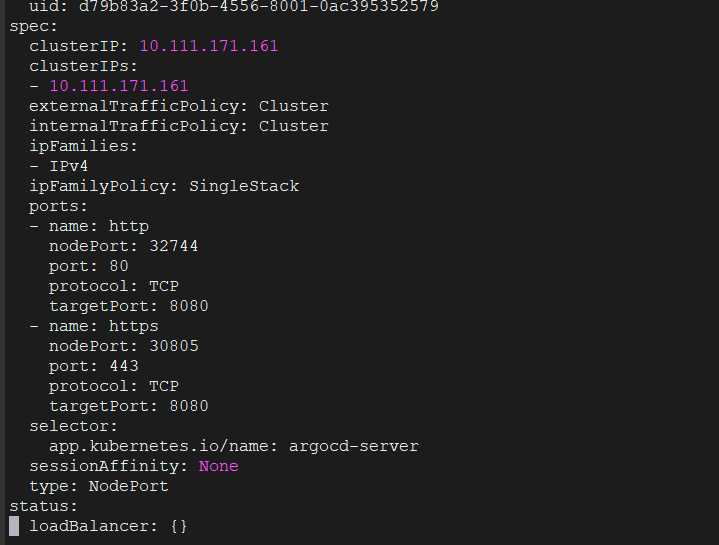 uid: d79b83a2-3f0b-4556-8001-0ac395352579
spec:
  clusterIP: 10.111.171.161
  clusterIPs:
  - 10.111.171.161
  externalTrafficPolicy: Cluster
  internalTrafficPolicy: Cluster
  ipFamilies:
  - IPv4
  ipFamilyPolicy: SingleStack
  ports:
  - name: http
    nodePort: 32744
    port: 80
    protocol: TCP
    targetPort: 8080
  - name: https
    nodePort: 30805
    port: 443
    protocol: TCP
    targetPort: 8080
  selector:
    app.kubernetes.io/name: argocd-server
  sessionAffinity: None
  type: NodePort
status:
  loadBalancer: {}